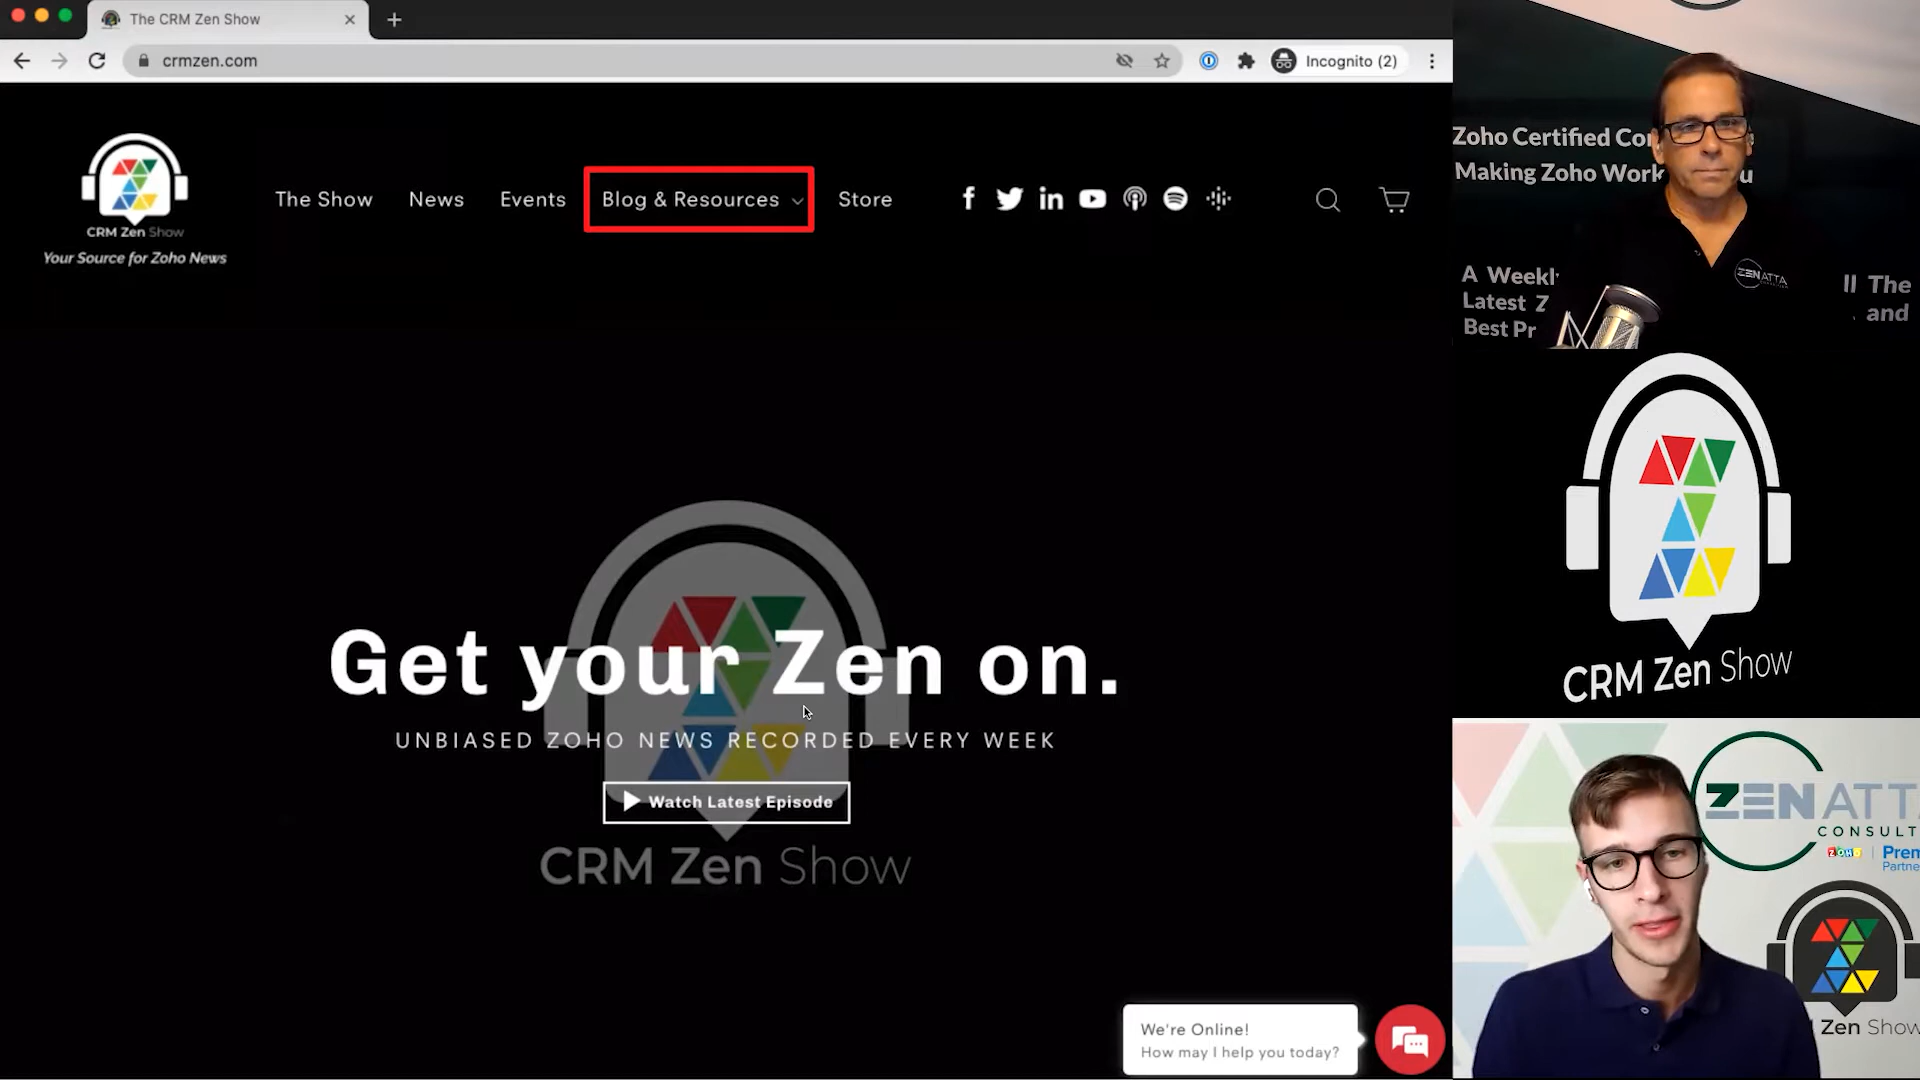 The CRM Zen Show
crmzen.com
Incognito (2)
CRM Zen Show
Your Source for Zoho News
The Show
News
Events
Blog & Resources
Store
Get your Zen on.
UNBIASED ZOHO NEWS RECORDED EVERY WEEK
Watch Latest Episode
CRM Zen Show
We're Online!
How may I help you today?
Zoho Certified Co
Making Zoho Work u
A Weekl ll The
Latest Z and
Best Pr
ZENATTA
CRM Zen Show
ZENATT
CONSULT
ZOHO | Prem
Partne
Zen Show